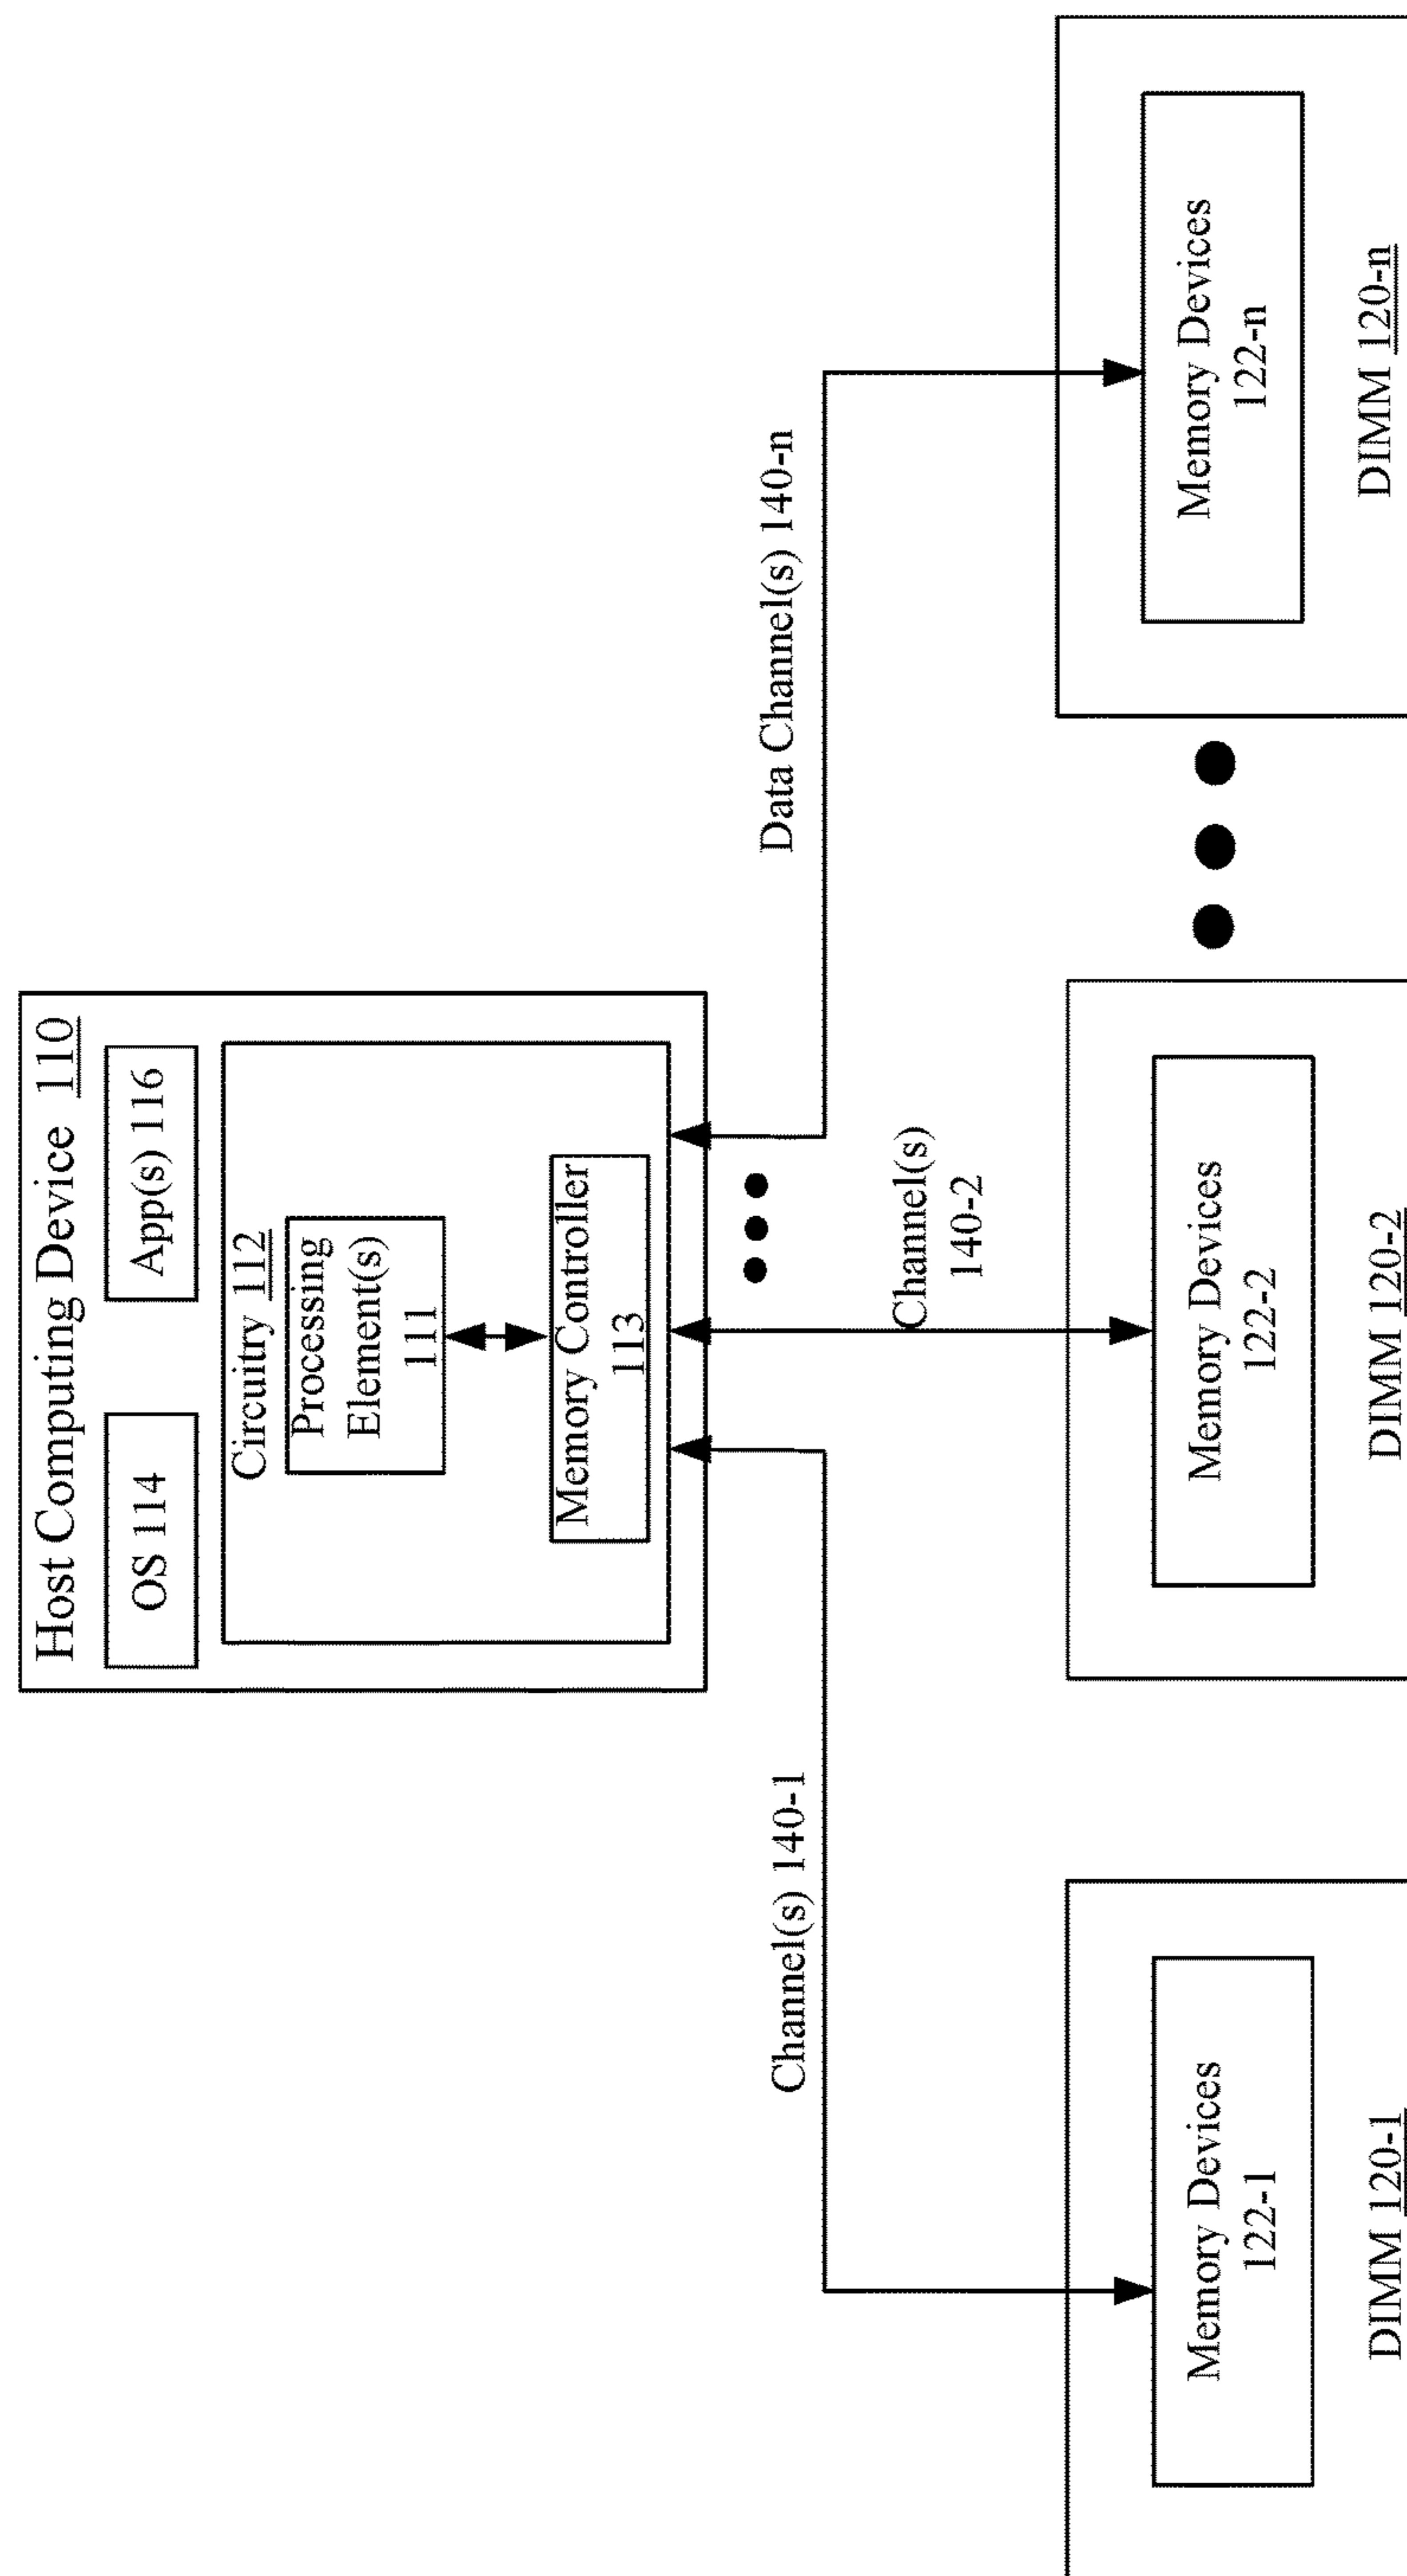 Host Computing Device 110
OS 114
App(s) 116
Circuitry 112
Processing
Element(s)
111
Memory Controller
113
Channel(s) 140-1
Channel(s)
140-2
Data Channel(s) 140-n
Memory Devices
122-1
DIMM 120-1
Memory Devices
122-2
DIMM 120-2
Memory Devices
122-n
DIMM 120-n